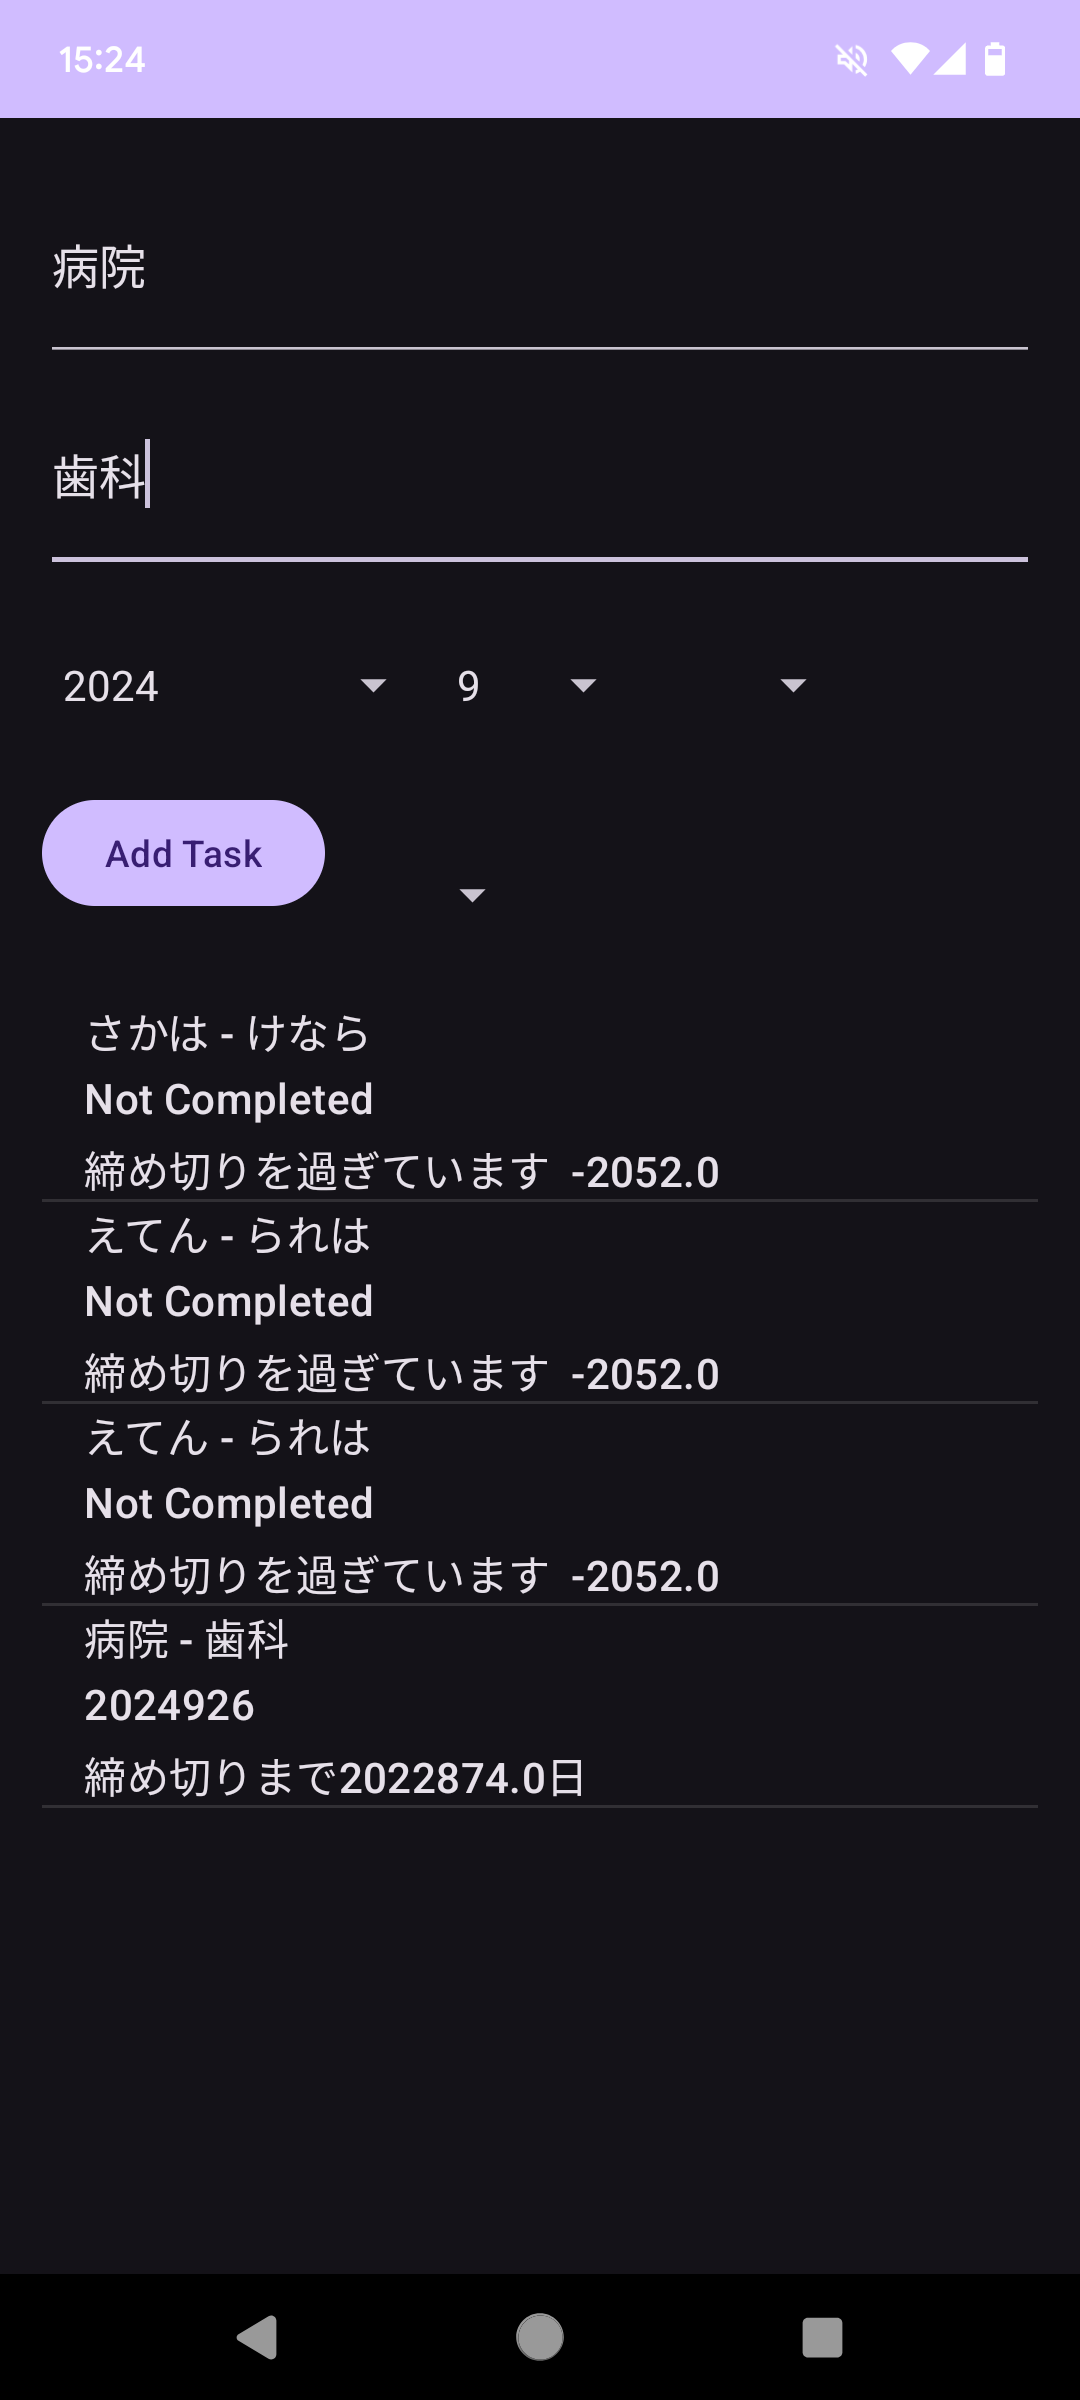 15:24
病院
歯科
2024 9
Add Task
さかは - けなら
Not Completed
締め切りを過ぎています -2052.0
えてん - られは
Not Completed
締め切りを過ぎています -2052.0
えてん - られは
Not Completed
締め切りを過ぎています -2052.0
病院 - 歯科
2024926
締め切りまで2022874.0日